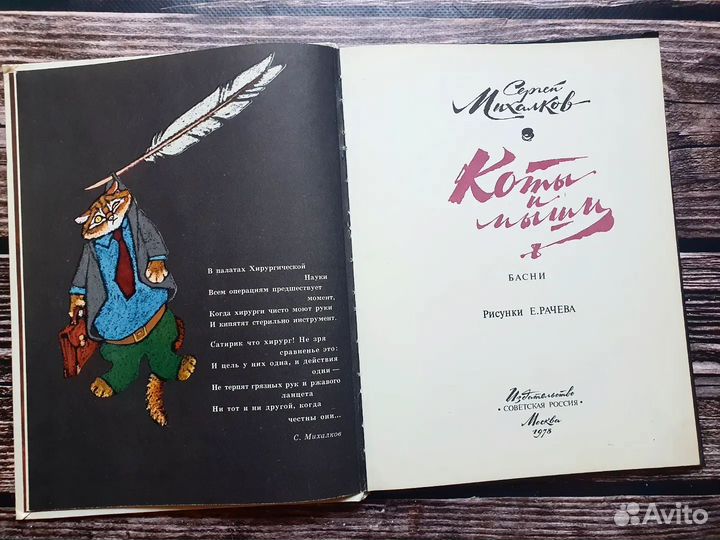 В палатах Хирургической
Науки
Всем операциям предшествует
момент,
Когда хирурги чисто моют руки
И кипятят стерильно инструмент.
Сатирик что хирург! Не зря
сравненье это:
И цель у них одна, и действия
одни —
Не терпят грязных рук и ржавого
ланцета
Ни тот и ни другой, когда
честны они...
С. Михалков
Сергей
Михалков
Коты
и
мыши
БАСНИ
Рисунки Е.РАЧЕВА
Издательство
•СОВЕТСКАЯ РОССИЯ•
Москва
1978
Avito